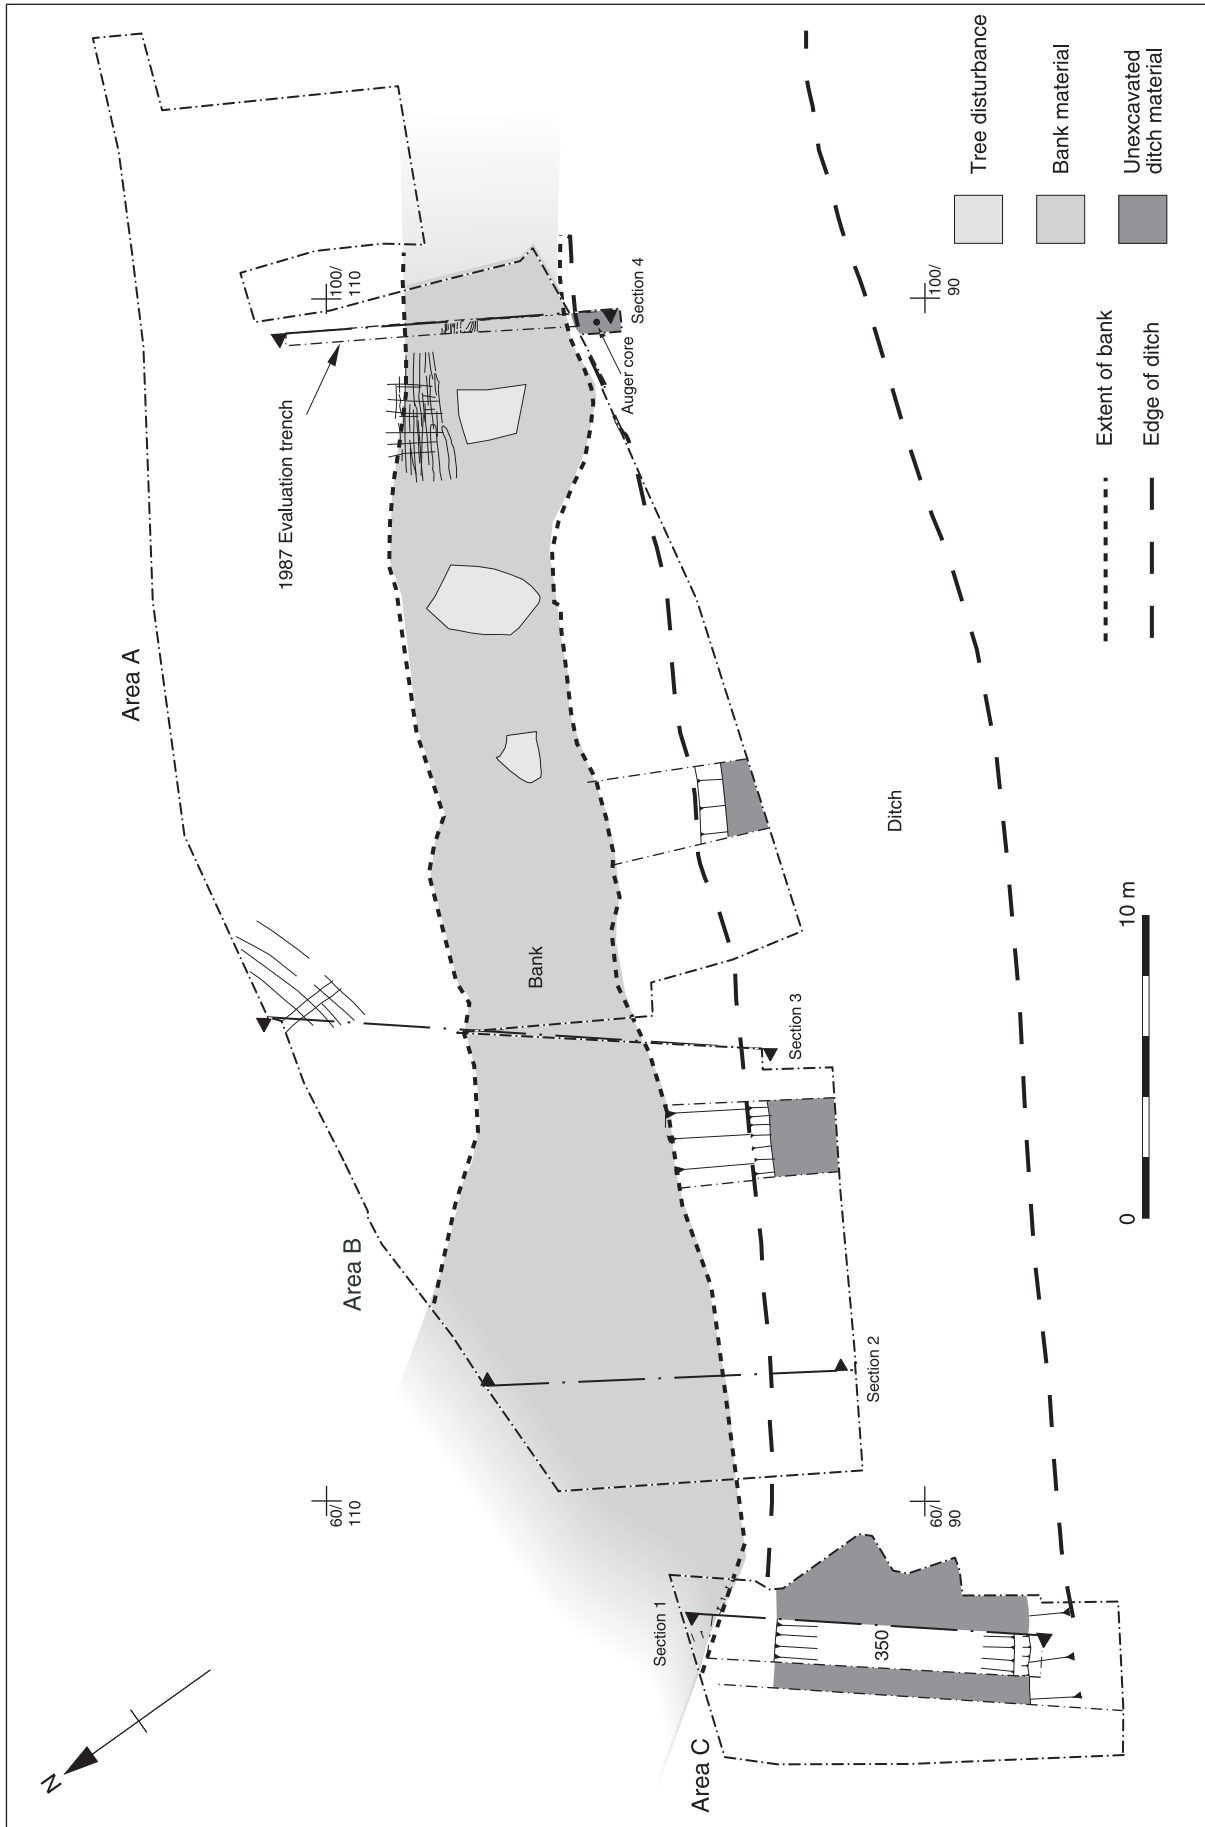 Area A
Area B
Area C
1987 Evaluation trench
100/
110
Section 4
Auger core
100/
90
Bank
Ditch
Section 3
Section 2
60/
110
60/
90
Section 1
350
N
0
10 m
Extent of bank
Edge of ditch
Tree disturbance
Bank material
Unexcavated
ditch material